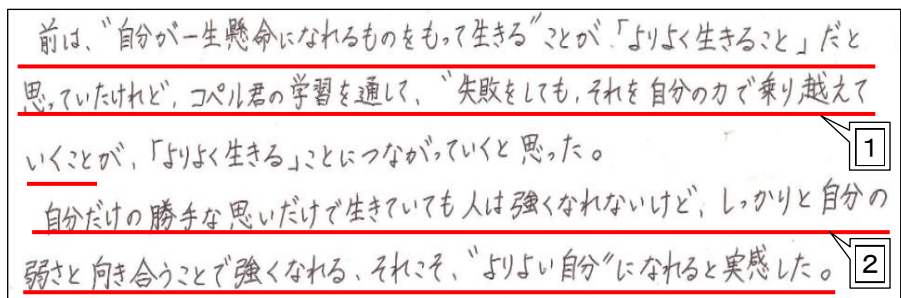 前は、〝自分が一生懸命になれるものをもって生きる〟ことが、「よりよく生きること」だと
思っていたけれど、コペル君の学習を通して、〝失敗をしても、それを自分の力で乗り越えて
1
いくことが、「よりよく生きる」ことにつながっていくと思った。
自分だけの勝手な思いだけで生きていても人は強くなれないけど、しっかりと自分の
2
弱さと向き合うことで強くなれる、それこそ、〝よりよい自分〟になれると実感した。